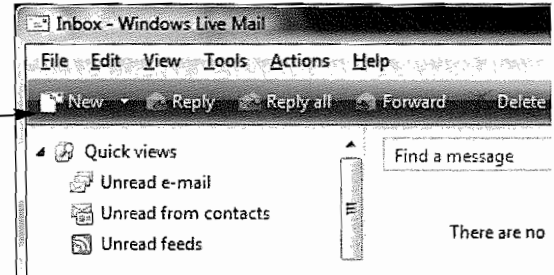 Inbox - Windows Live Mail
File Edit View Tools Actions Help
New Reply Reply all Forward Delete
Quick views
Find a message
Unread e-mail
Unread from contacts
Unread feeds
There are no